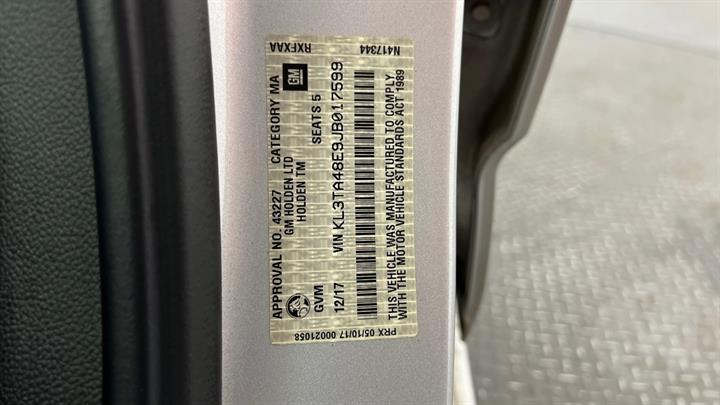 RXFXAA N417344
APPROVAL NO. 43227 CATEGORY MA
GM HOLDEN LTD
HOLDEN TM
GM
GVM SEATS 5
12/17 VIN KL3TA48E9JB017599
THIS VEHICLE WAS MANUFACTURED TO COMPLY
WITH THE MOTOR VEHICLE STANDARDS ACT 1989
PRX 05/10/17 00021058